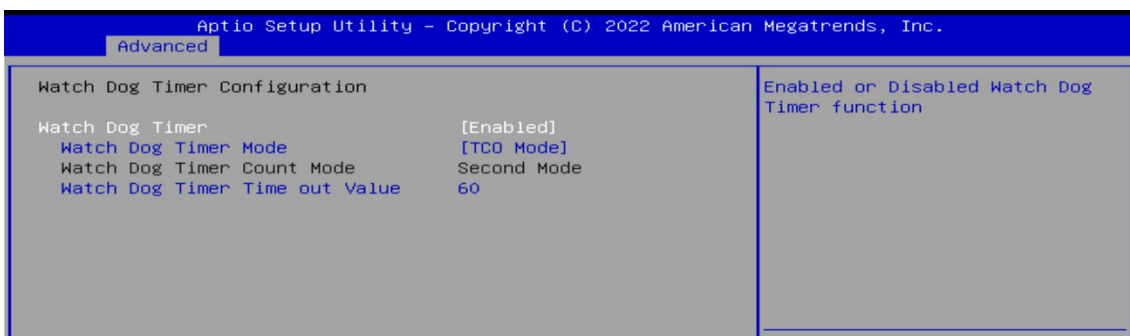 Aptio Setup Utility – Copyright (C) 2022 American Megatrends, Inc.
Advanced
Watch Dog Timer Configuration
Watch Dog Timer [Enabled]
Watch Dog Timer Mode [TCO Mode]
Watch Dog Timer Count Mode Second Mode
Watch Dog Timer Time out Value 60
Enabled or Disabled Watch Dog
Timer function